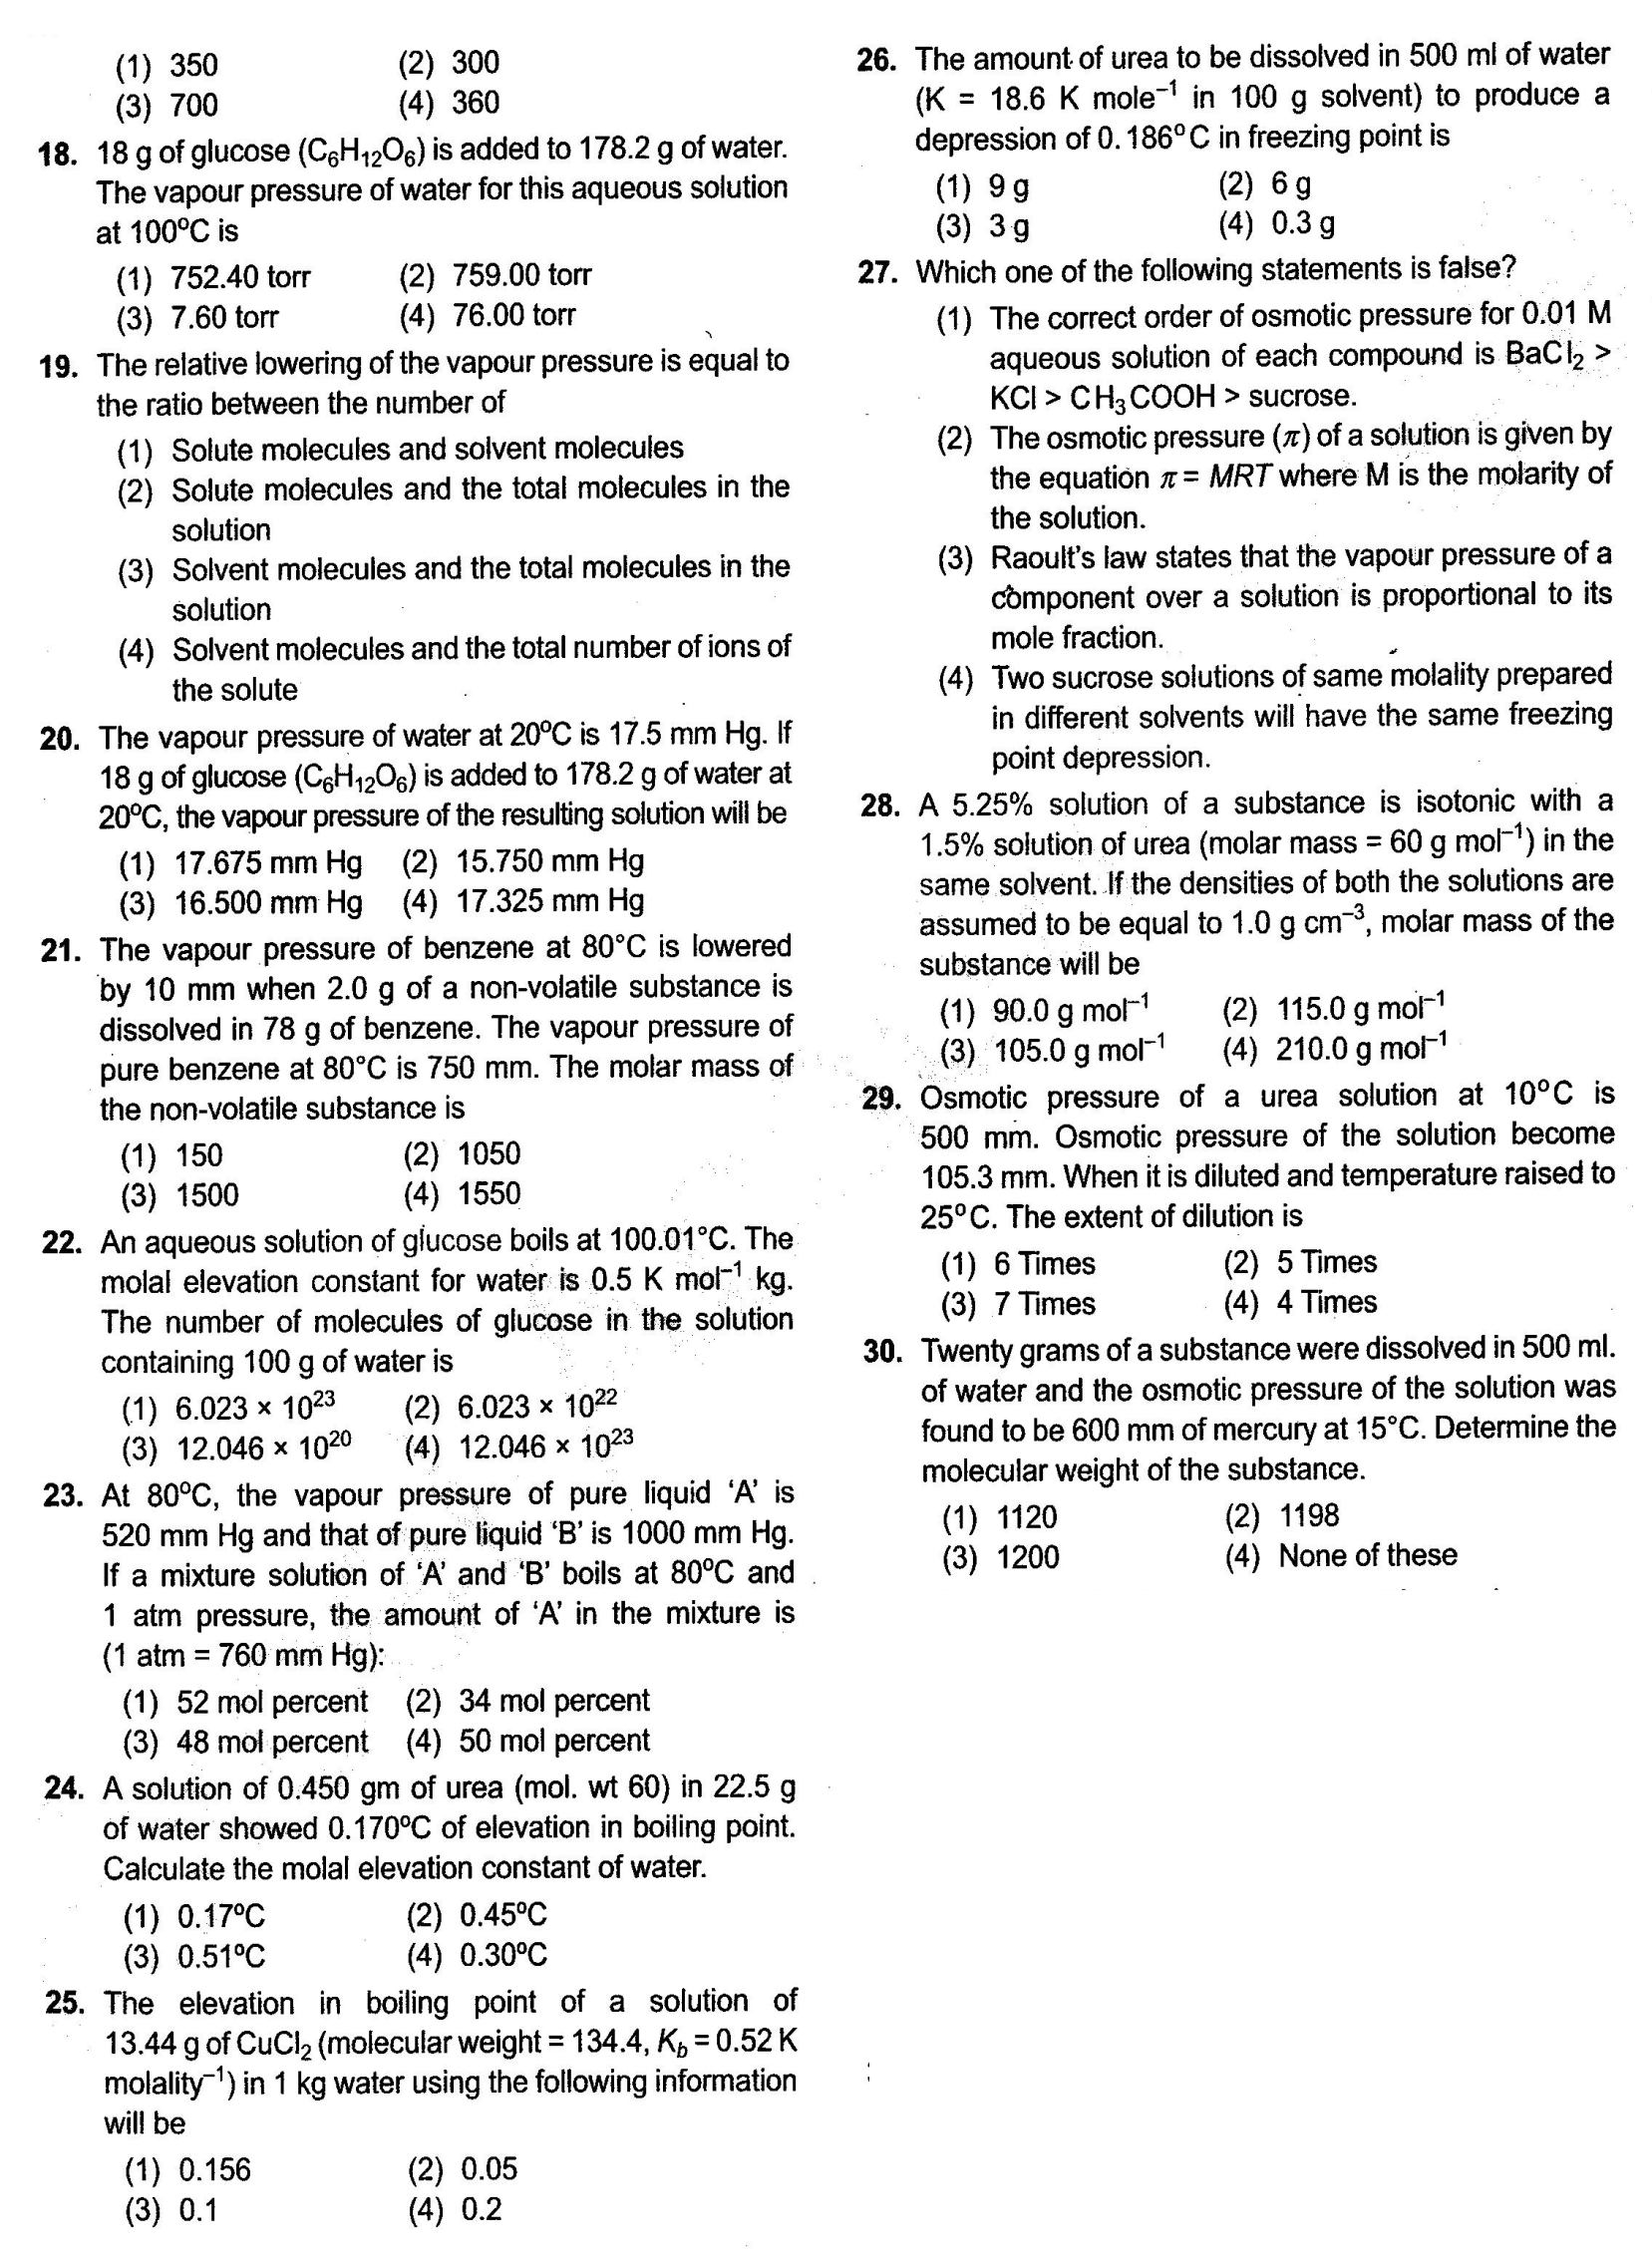 (1) 350 (2) 300
(3) 700 (4) 360
18. 18 g of glucose (C₆H₁₂O₆) is added to 178.2 g of water.
The vapour pressure of water for this aqueous solution
at 100ºC is
(1) 752.40 torr (2) 759.00 torr
(3) 7.60 torr (4) 76.00 torr
19. The relative lowering of the vapour pressure is equal to
the ratio between the number of
(1) Solute molecules and solvent molecules
(2) Solute molecules and the total molecules in the
solution
(3) Solvent molecules and the total molecules in the
solution
(4) Solvent molecules and the total number of ions of
the solute
20. The vapour pressure of water at 20ºC is 17.5 mm Hg. If
18 g of glucose (C₆H₁₂O₆) is added to 178.2 g of water at
20ºC, the vapour pressure of the resulting solution will be
(1) 17.675 mm Hg (2) 15.750 mm Hg
(3) 16.500 mm Hg (4) 17.325 mm Hg
21. The vapour pressure of benzene at 80°C is lowered
by 10 mm when 2.0 g of a non-volatile substance is
dissolved in 78 g of benzene. The vapour pressure of
pure benzene at 80°C is 750 mm. The molar mass of
the non-volatile substance is
(1) 150 (2) 1050
(3) 1500 (4) 1550
22. An aqueous solution of glucose boils at 100.01°C. The
molal elevation constant for water is 0.5 K mol⁻¹ kg.
The number of molecules of glucose in the solution
containing 100 g of water is
(1) 6.023 × 10²³ (2) 6.023 × 10²²
(3) 12.046 × 10²⁰ (4) 12.046 × 10²³
23. At 80ºC, the vapour pressure of pure liquid ‘A’ is
520 mm Hg and that of pure liquid ‘B’ is 1000 mm Hg.
If a mixture solution of ‘A’ and ‘B’ boils at 80ºC and
1 atm pressure, the amount of ‘A’ in the mixture is
(1 atm = 760 mm Hg):
(1) 52 mol percent (2) 34 mol percent
(3) 48 mol percent (4) 50 mol percent
24. A solution of 0.450 gm of urea (mol. wt 60) in 22.5 g
of water showed 0.170ºC of elevation in boiling point.
Calculate the molal elevation constant of water.
(1) 0.17ºC (2) 0.45ºC
(3) 0.51ºC (4) 0.30ºC
25. The elevation in boiling point of a solution of
13.44 g of CuCl₂ (molecular weight = 134.4, K_b = 0.52 K
molality⁻¹) in 1 kg water using the following information
will be
(1) 0.156 (2) 0.05
(3) 0.1 (4) 0.2
26. The amount of urea to be dissolved in 500 ml of water
(K = 18.6 K mole⁻¹ in 100 g solvent) to produce a
depression of 0.186ºC in freezing point is
(1) 9 g (2) 6 g
(3) 3 g (4) 0.3 g
27. Which one of the following statements is false?
(1) The correct order of osmotic pressure for 0.01 M
aqueous solution of each compound is BaCl₂ >
KCl > CH₃COOH > sucrose.
(2) The osmotic pressure (π) of a solution is given by
the equation π = MRT where M is the molarity of
the solution.
(3) Raoult’s law states that the vapour pressure of a
component over a solution is proportional to its
mole fraction.
(4) Two sucrose solutions of same molality prepared
in different solvents will have the same freezing
point depression.
28. A 5.25% solution of a substance is isotonic with a
1.5% solution of urea (molar mass = 60 g mol⁻¹) in the
same solvent. If the densities of both the solutions are
assumed to be equal to 1.0 g cm⁻³, molar mass of the
substance will be
(1) 90.0 g mol⁻¹ (2) 115.0 g mol⁻¹
(3) 105.0 g mol⁻¹ (4) 210.0 g mol⁻¹
29. Osmotic pressure of a urea solution at 10ºC is
500 mm. Osmotic pressure of the solution become
105.3 mm. When it is diluted and temperature raised to
25ºC. The extent of dilution is
(1) 6 Times (2) 5 Times
(3) 7 Times (4) 4 Times
30. Twenty grams of a substance were dissolved in 500 ml.
of water and the osmotic pressure of the solution was
found to be 600 mm of mercury at 15°C. Determine the
molecular weight of the substance.
(1) 1120 (2) 1198
(3) 1200 (4) None of these